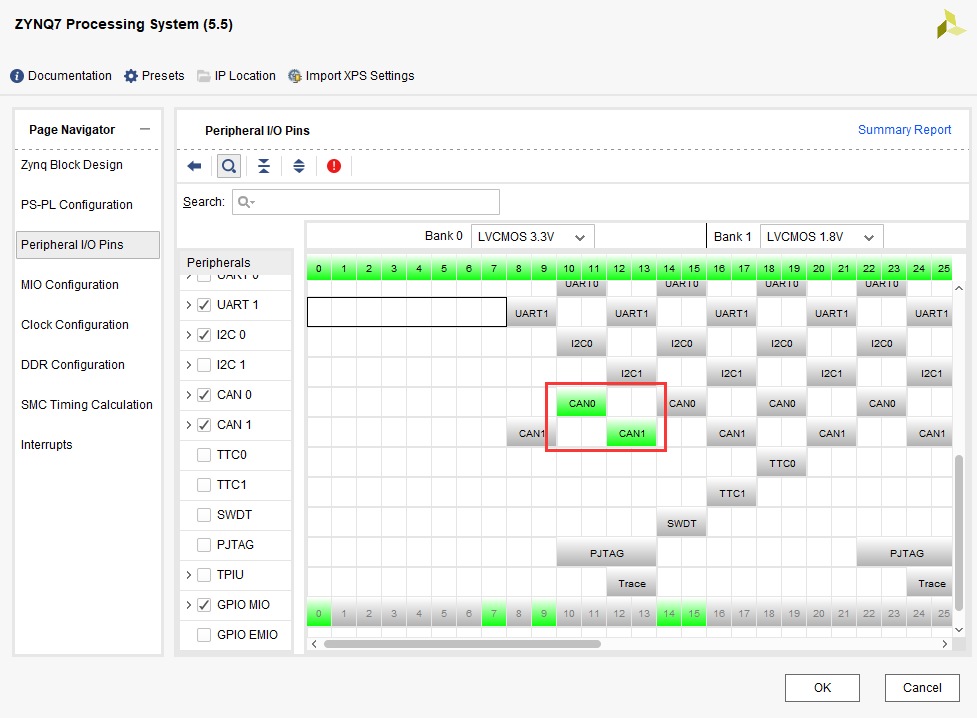 ZYNQ7 Processing System (5.5)
Documentation Presets IP Location Import XPS Settings
Page Navigator
Zynq Block Design
PS-PL Configuration
Peripheral I/O Pins
MIO Configuration
Clock Configuration
DDR Configuration
SMC Timing Calculation
Interrupts
Peripheral I/O Pins Summary Report
Search:
Bank 0 LVCMOS 3.3V Bank 1 LVCMOS 1.8V
Peripherals 0 1 2 3 4 5 6 7 8 9 10 11 12 13 14 15 16 17 18 19 20 21 22 23 24 25
UART 0 UART0 UART0 UART0 UART0
UART 1 UART1 UART1 UART1 UART1 UART1
I2C 0 I2C0 I2C0 I2C0 I2C0
I2C 1 I2C1 I2C1 I2C1 I2C1
CAN 0 CAN0 CAN0 CAN0 CAN0
CAN 1 CAN1 CAN1 CAN1 CAN1 CAN1
TTC0 TTC0
TTC1 TTC1
SWDT SWDT
PJTAG PJTAG PJTAG
TPIU Trace Trace
GPIO MIO 0 1 2 3 4 5 6 7 8 9 10 11 12 13 14 15 16 17 18 19 20 21 22 23 24 25
GPIO EMIO
OK Cancel